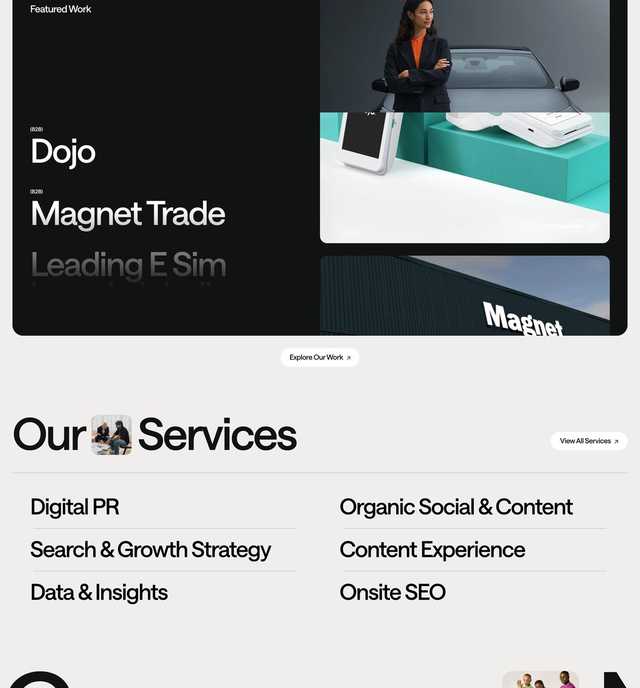 Featured Work
(B2B)
Dojo
(B2B)
Magnet Trade
Leading E Sim
Magnet
Explore Our Work ↗
Our Services
View All Services ↗
Digital PR
Organic Social & Content
Search & Growth Strategy
Content Experience
Data & Insights
Onsite SEO